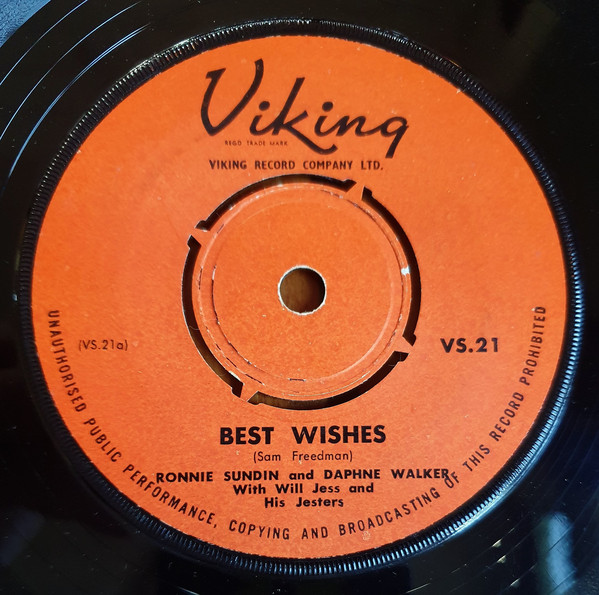 Viking
REGD TRADE MARK
VIKING RECORD COMPANY LTD.
(VS.21a)
VS.21
BEST WISHES
(Sam Freedman)
RONNIE SUNDIN and DAPHNE WALKER
With Will Jess and
His Jesters
UNAUTHORISED PUBLIC PERFORMANCE, COPYING AND BROADCASTING OF THIS RECORD PROHIBITED